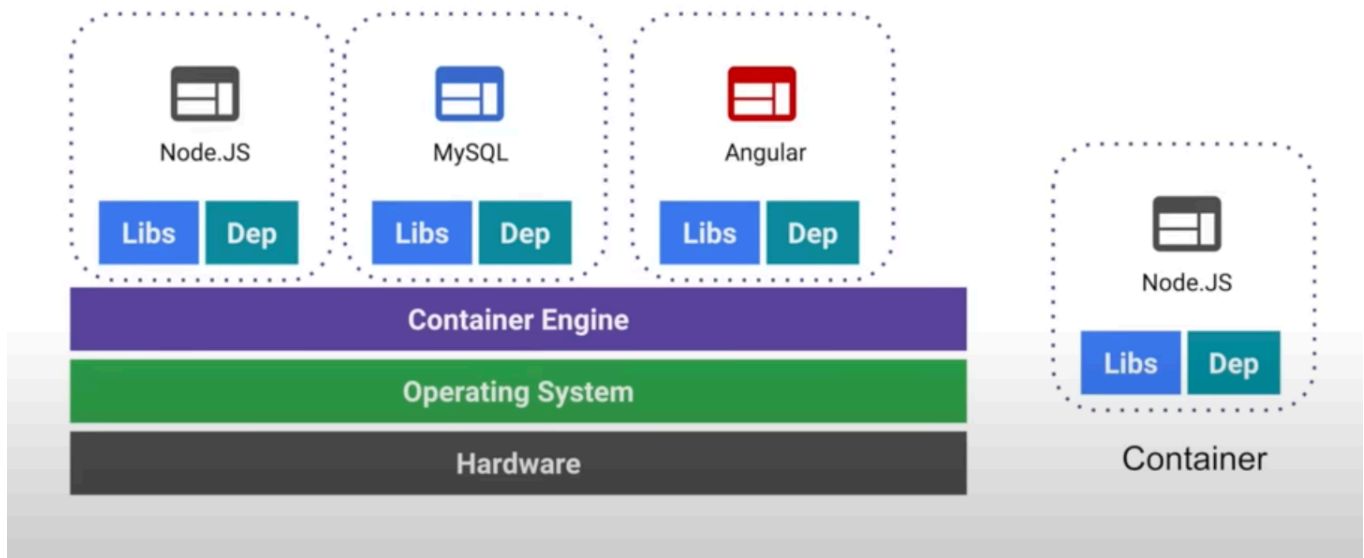 Node.JS
MySQL
Angular
Libs Dep
Libs Dep
Libs Dep
Container Engine
Operating System
Hardware
Node.JS
Libs Dep
Container